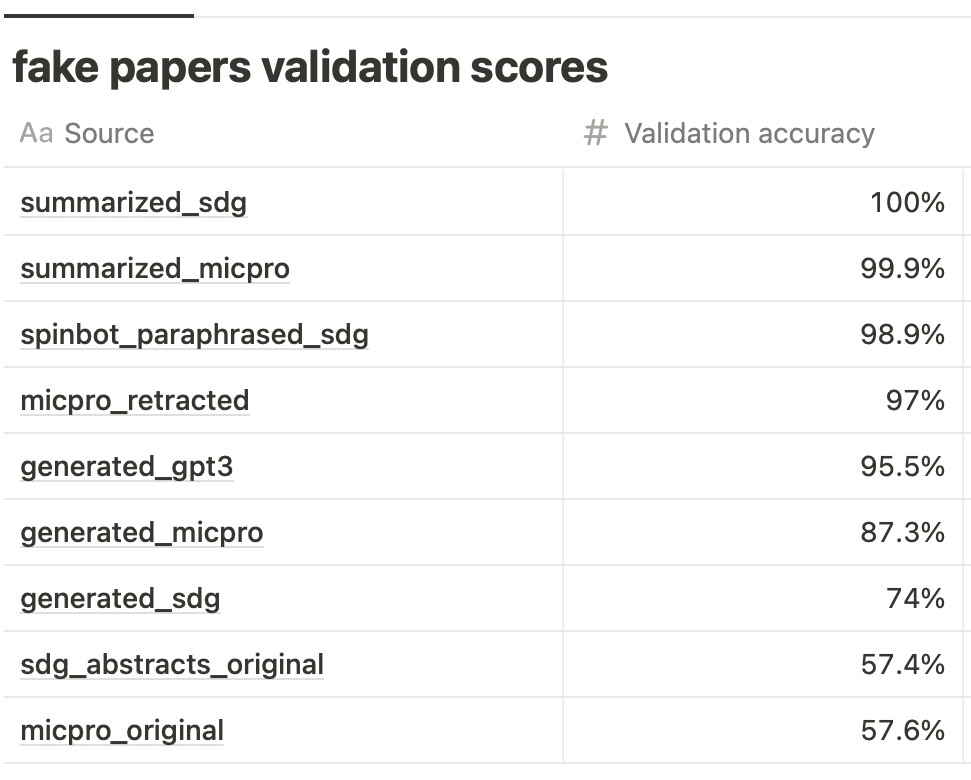 fake papers validation scores
Aa Source # Validation accuracy
summarized_sdg 100%
summarized_micpro 99.9%
spinbot_paraphrased_sdg 98.9%
micpro_retracted 97%
generated_gpt3 95.5%
generated_micpro 87.3%
generated_sdg 74%
sdg_abstracts_original 57.4%
micpro_original 57.6%